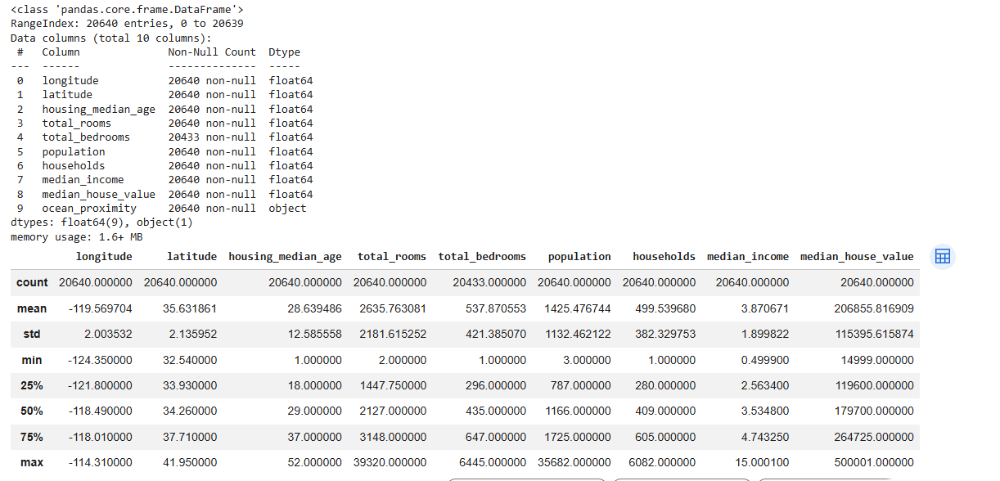 <class 'pandas.core.frame.DataFrame'>
RangeIndex: 20640 entries, 0 to 20639
Data columns (total 10 columns):
 #   Column              Non-Null Count  Dtype
---  ------              --------------  -----
 0   longitude           20640 non-null  float64
 1   latitude            20640 non-null  float64
 2   housing_median_age  20640 non-null  float64
 3   total_rooms         20640 non-null  float64
 4   total_bedrooms      20433 non-null  float64
 5   population          20640 non-null  float64
 6   households          20640 non-null  float64
 7   median_income       20640 non-null  float64
 8   median_house_value  20640 non-null  float64
 9   ocean_proximity     20640 non-null  object
dtypes: float64(9), object(1)
memory usage: 1.6+ MB
longitude latitude housing_median_age total_rooms total_bedrooms population households median_income median_house_value
count 20640.000000 20640.000000 20640.000000 20640.000000 20433.000000 20640.000000 20640.000000 20640.000000 20640.000000
mean -119.569704 35.631861 28.639486 2635.763081 537.870553 1425.476744 499.539680 3.870671 206855.816909
std 2.003532 2.135952 12.585558 2181.615252 421.385070 1132.462122 382.329753 1.899822 115395.615874
min -124.350000 32.540000 1.000000 2.000000 1.000000 3.000000 1.000000 0.499900 14999.000000
25% -121.800000 33.930000 18.000000 1447.750000 296.000000 787.000000 280.000000 2.563400 119600.000000
50% -118.490000 34.260000 29.000000 2127.000000 435.000000 1166.000000 409.000000 3.534800 179700.000000
75% -118.010000 37.710000 37.000000 3148.000000 647.000000 1725.000000 605.000000 4.743250 264725.000000
max -114.310000 41.950000 52.000000 39320.000000 6445.000000 35682.000000 6082.000000 15.000100 500001.000000